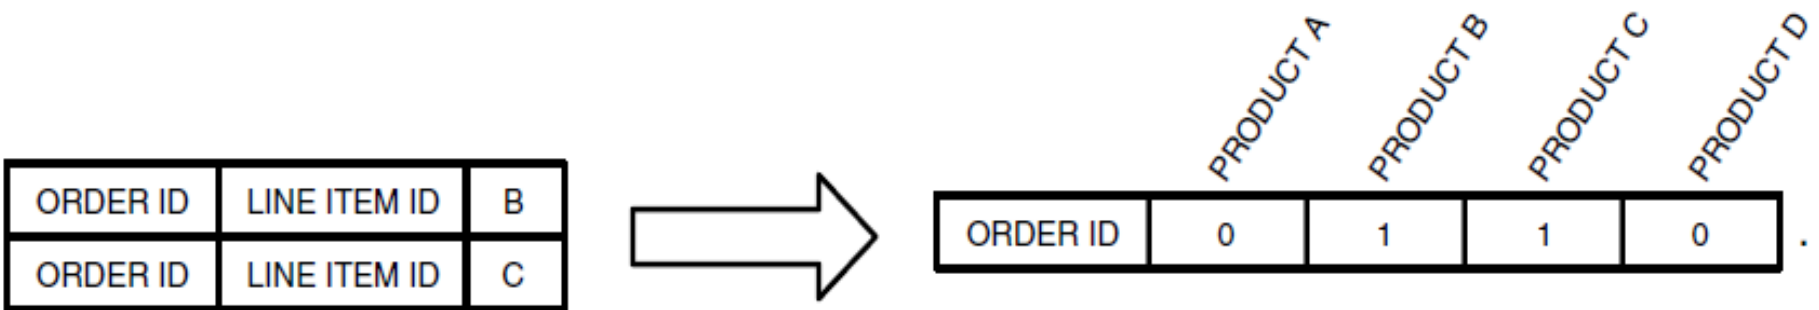 PRODUCT A
PRODUCT B
PRODUCT C
PRODUCT D
ORDER ID LINE ITEM ID B
ORDER ID LINE ITEM ID C
ORDER ID 0 1 1 0 .